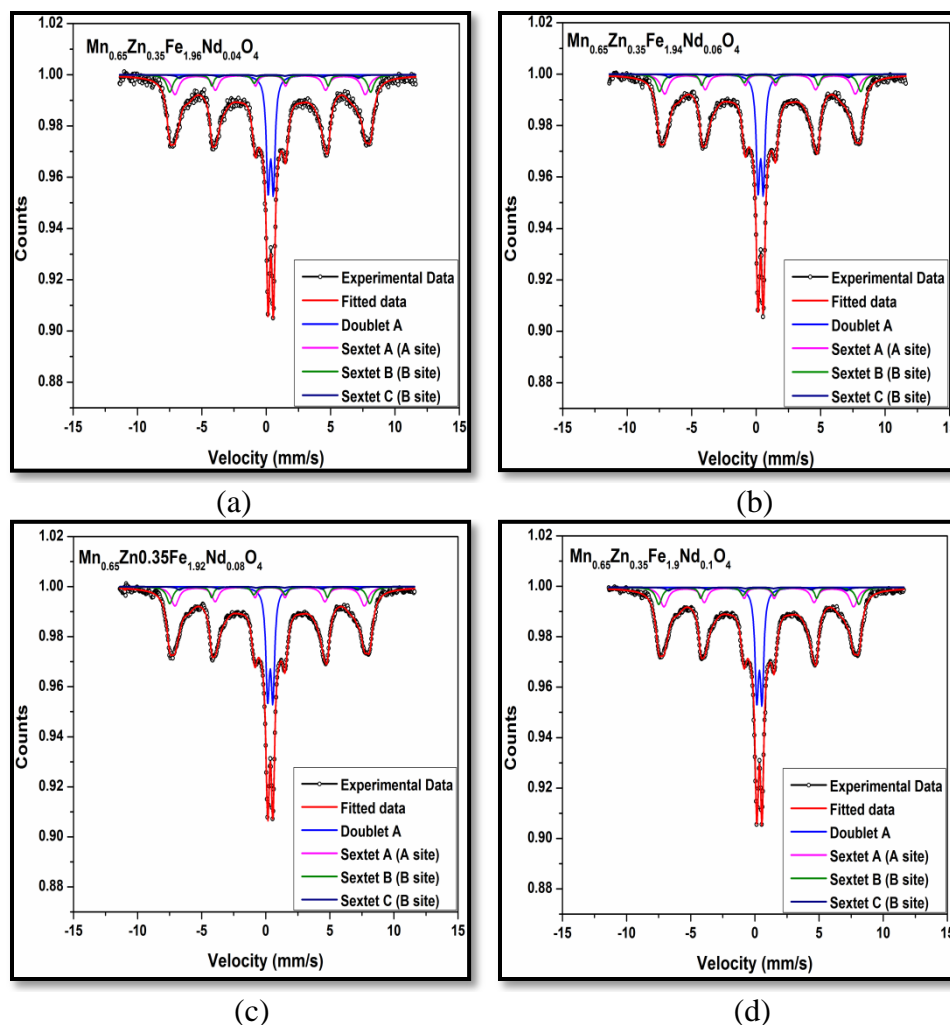 Mn0.65Zn0.35Fe1.96Nd0.04O4
1.02
1.00
0.98
0.96
0.94
0.92
0.90
0.88
Counts
Experimental Data
Fitted data
Doublet A
Sextet A (A site)
Sextet B (B site)
Sextet C (B site)
-15 -10 -5 0 5 10 15
Velocity (mm/s)
(a)
Mn0.65Zn0.35Fe1.94Nd0.06O4
1.02
1.00
0.98
0.96
0.94
0.92
0.90
0.88
Counts
Experimental Data
Fitted data
Doublet A
Sextet A (A site)
Sextet B (B site)
Sextet C (B site)
-15 -10 -5 0 5 10 1
Velocity (mm/s)
(b)
Mn0.65Zn0.35Fe1.92Nd0.08O4
1.02
1.00
0.98
0.96
0.94
0.92
0.90
0.88
Counts
Experimental Data
Fitted data
Doublet A
Sextet A (A site)
Sextet B (B site)
Sextet C (B site)
-15 -10 -5 0 5 10 15
Velocity (mm/s)
(c)
Mn0.65Zn0.35Fe1.9Nd0.1O4
1.02
1.00
0.98
0.96
0.94
0.92
0.90
0.88
Counts
Experimental Data
Fitted data
Doublet A
Sextet A (A site)
Sextet B (B site)
Sextet C (B site)
-15 -10 -5 0 5 10 15
Velocity (mm/s)
(d)